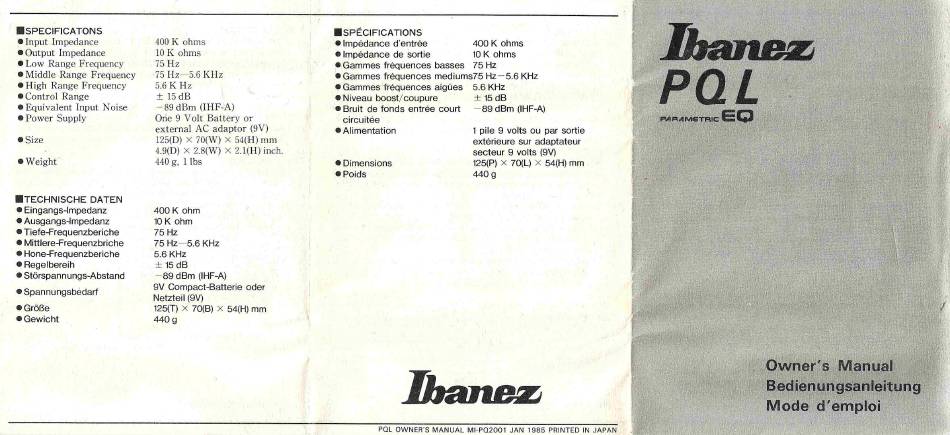 ■SPECIFICATONS
●Input Impedance 400 K ohms
●Output Impedance 10 K ohms
●Low Range Frequency 75 Hz
●Middle Range Frequency 75 Hz—5.6 KHz
●High Range Frequency 5.6 K Hz
●Control Range ± 15 dB
●Equivalent Input Noise −89 dBm (IHF-A)
●Power Supply One 9 Volt Battery or
external AC adaptor (9V)
●Size 125(D) × 70(W) × 54(H) mm
4.9(D) × 2.8(W) × 2.1(H) inch.
●Weight 440 g, 1 lbs
■TECHNISCHE DATEN
●Eingangs-Impedanz 400 K ohm
●Ausgangs-Impedanz 10 K ohm
●Tiefe-Frequenzberiche 75 Hz
●Mittlere-Frequenzbriche 75 Hz—5.6 KHz
●Hone-Frequenzberiche 5.6 KHz
●Regelbereih ± 15 dB
●Störspannungs-Abstand −89 dBm (IHF-A)
●Spannungsbedarf 9V Compact-Batterie oder
Netzteil (9V)
●Größe 125(T) × 70(B) × 54(H) mm
●Gewicht 440 g
■SPÉCIFICATIONS
●Impédance d'entrée 400 K ohms
●Impédance de sortie 10 K ohms
●Gammes fréquences basses 75 Hz
●Gammes fréquences mediums 75 Hz—5.6 KHz
●Gammes fréquences aigües 5.6 KHz
●Niveau boost/coupure ± 15 dB
●Bruit de fonds entrée court −89 dBm (IHF-A)
circuitée
●Alimentation 1 pile 9 volts ou par sortie
extérieure sur adaptateur
secteur 9 volts (9V)
●Dimensions 125(P) × 70(L) × 54(H) mm
●Poids 440 g
Ibanez
PQL OWNER'S MANUAL MI-PQ2001 JAN 1985 PRINTED IN JAPAN
Ibanez
PQL
PARAMETRIC EQ
Owner's Manual
Bedienungsanleitung
Mode d'emploi